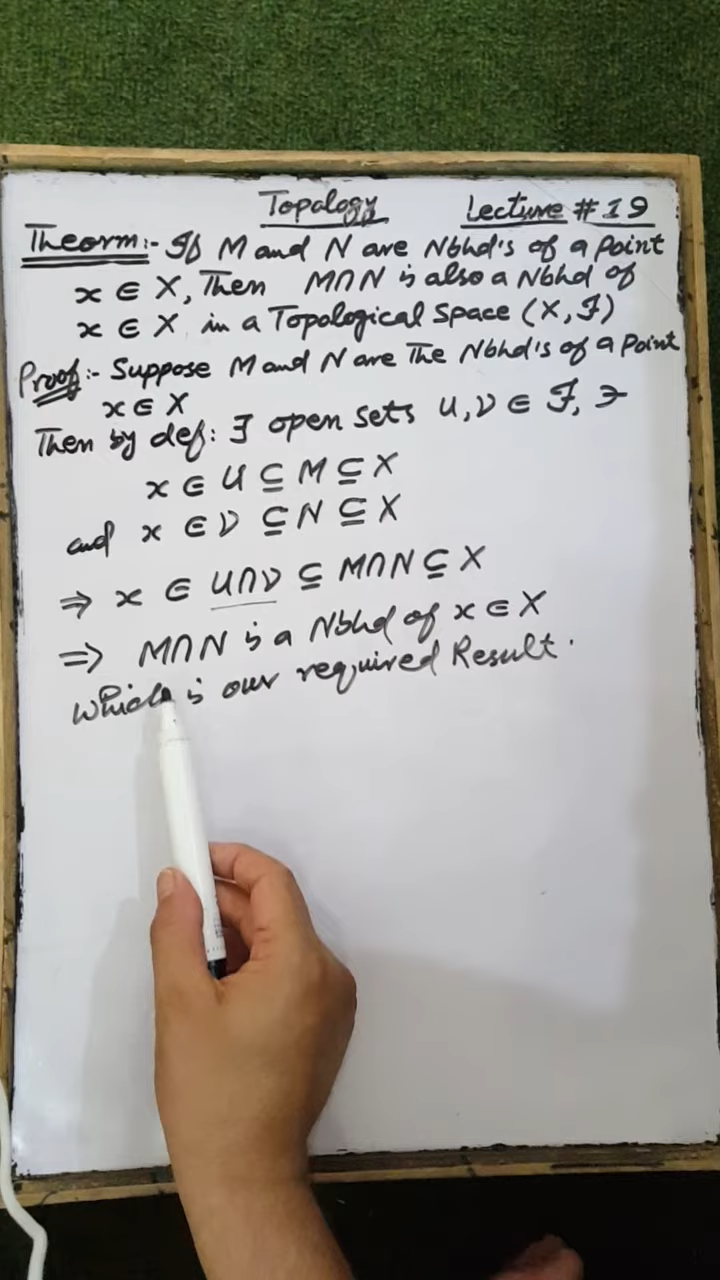 Topology Lecture # 19
Theorm:- If M and N are Nbhd's of a point
x ∈ X, Then M∩N is also a Nbhd of
x ∈ X in a Topological Space (X, ℱ)
Proof:- Suppose M and N are The Nbhd's of a point
x ∈ X
Then by def: ∃ open sets U, V ∈ ℱ, ∋
x ∈ U ⊆ M ⊆ X
and x ∈ V ⊆ N ⊆ X
⇒ x ∈ U∩V ⊆ M∩N ⊆ X
⇒ M∩N is a Nbhd of x ∈ X
which is our required Result.